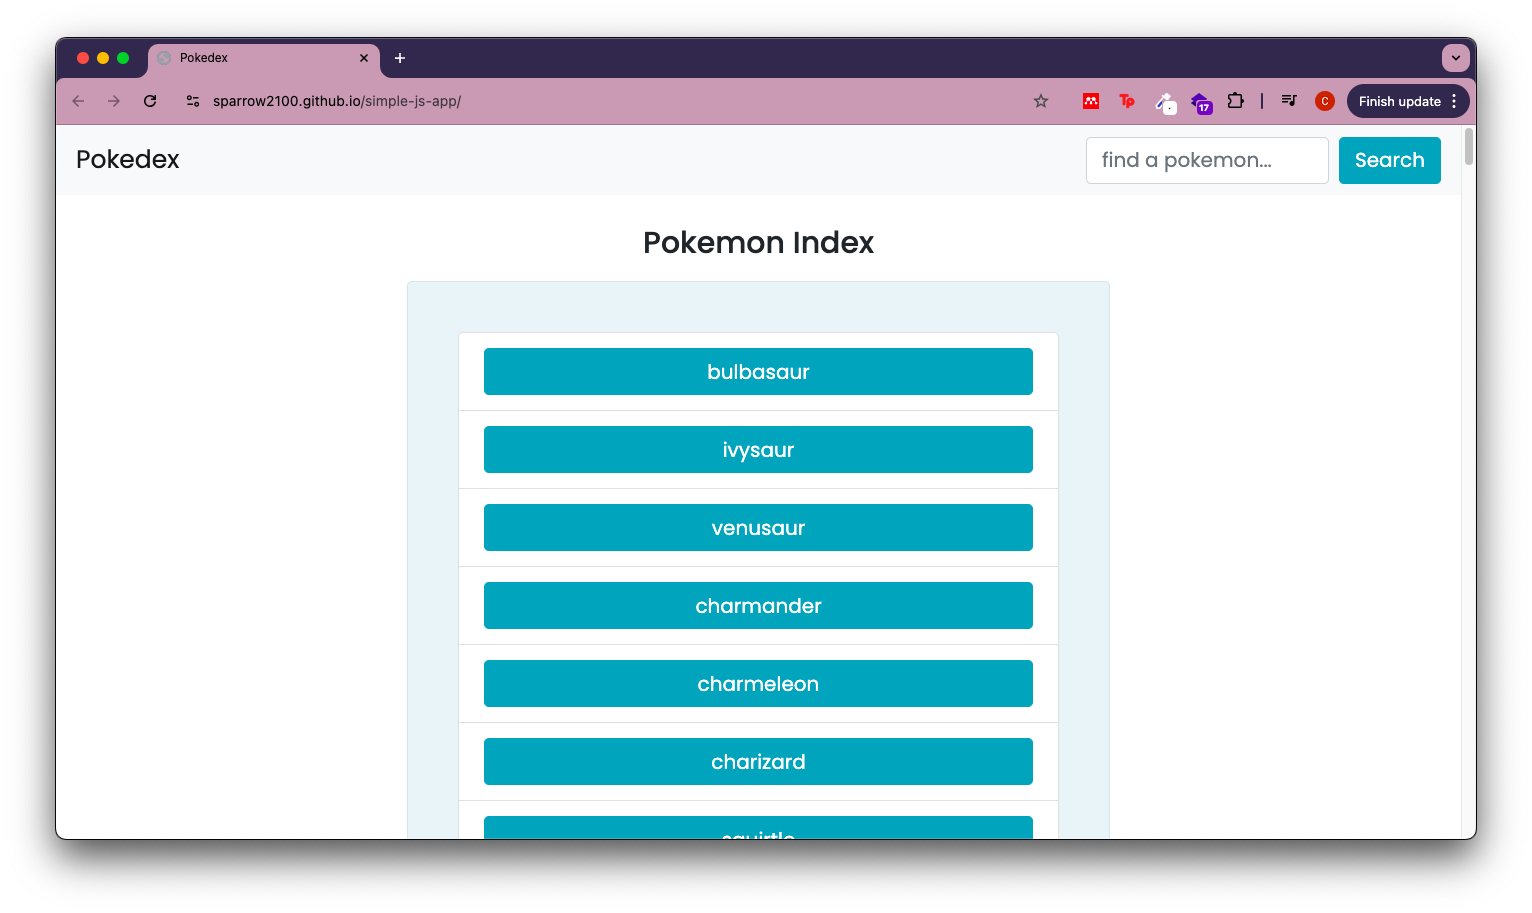 Pokedex
sparrow2100.github.io/simple-js-app/
Tp
17
C
Finish update
Pokedex
find a pokemon...
Search
Pokemon Index
bulbasaur
ivysaur
venusaur
charmander
charmeleon
charizard
squirtle